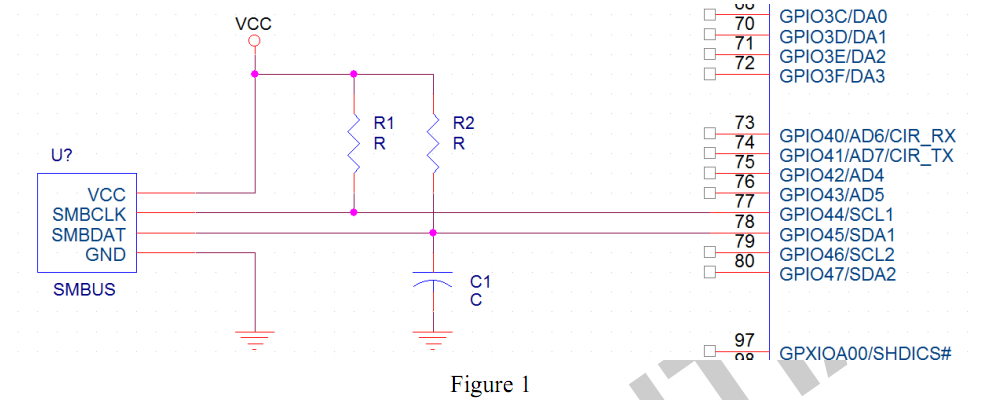 VCC
R1
R
R2
R
U?
VCC
SMBCLK
SMBDAT
GND
SMBUS
C1
C
GPIO3C/DA0
70
GPIO3D/DA1
71
GPIO3E/DA2
72
GPIO3F/DA3
73
GPIO40/AD6/CIR_RX
74
GPIO41/AD7/CIR_TX
75
GPIO42/AD4
76
GPIO43/AD5
77
GPIO44/SCL1
78
GPIO45/SDA1
79
GPIO46/SCL2
80
GPIO47/SDA2
97
GPXIOA00/SHDICS#
Figure 1